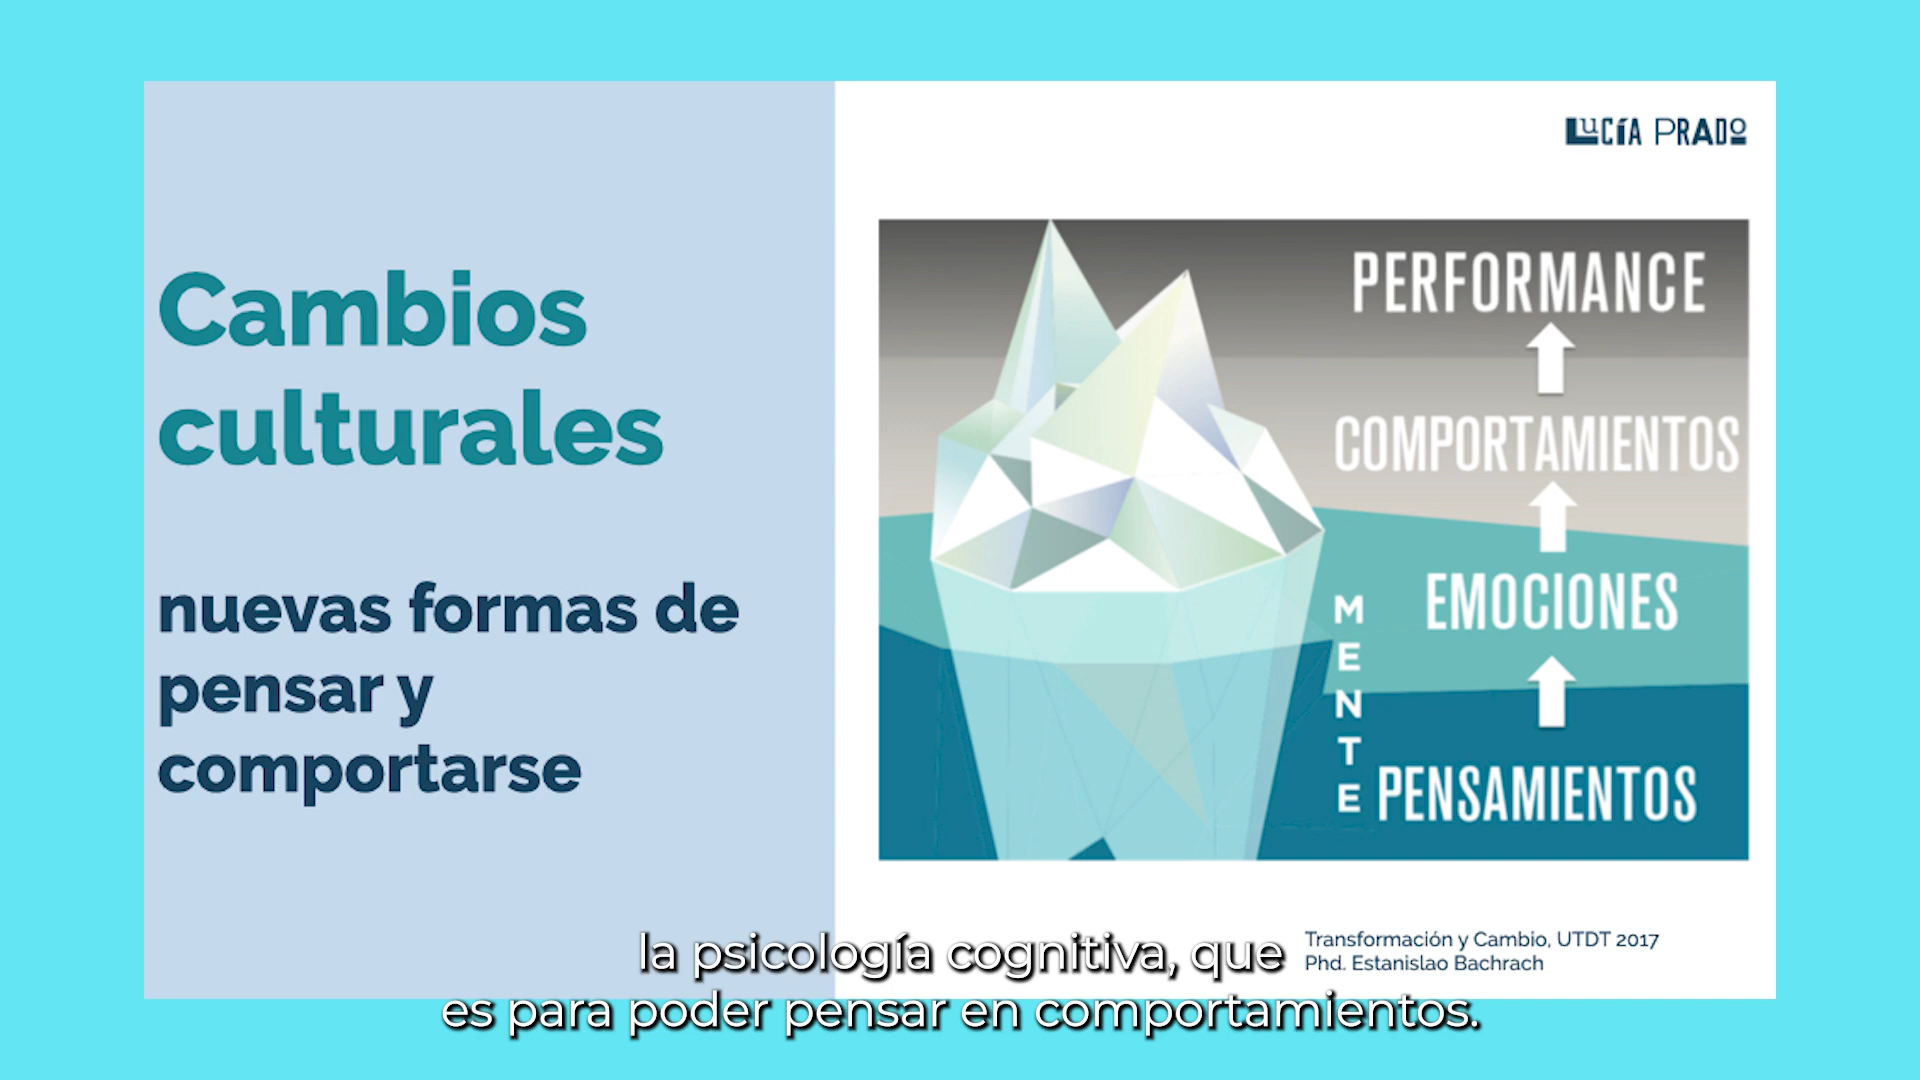 LUCÍA PRADO
Cambios
culturales
nuevas formas de
pensar y
comportarse
PERFORMANCE
COMPORTAMIENTOS
EMOCIONES
PENSAMIENTOS
MENTE
Transformación y Cambio, UTDT 2017
Phd. Estanislao Bachrach
la psicología cognitiva, que
es para poder pensar en comportamientos.